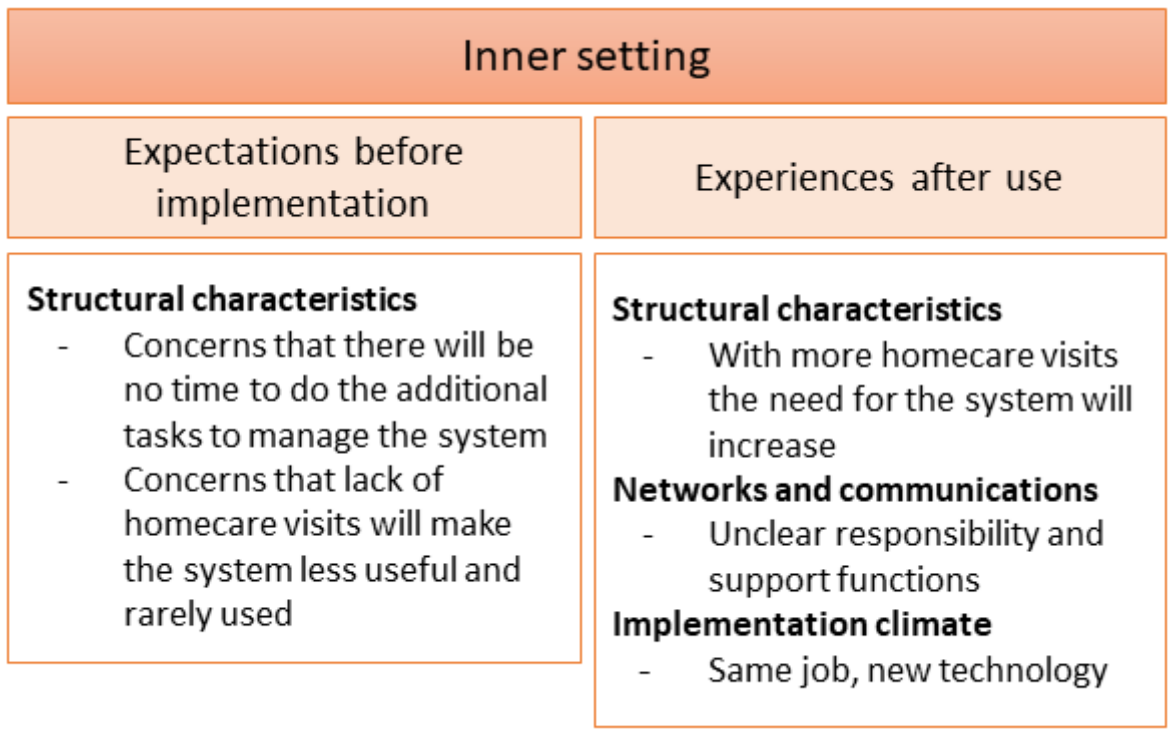 Inner setting
Expectations before
implementation
Experiences after use
Structural characteristics
- Concerns that there will be
no time to do the additional
tasks to manage the system
- Concerns that lack of
homecare visits will make
the system less useful and
rarely used
Structural characteristics
- With more homecare visits
the need for the system will
increase
Networks and communications
- Unclear responsibility and
support functions
Implementation climate
- Same job, new technology